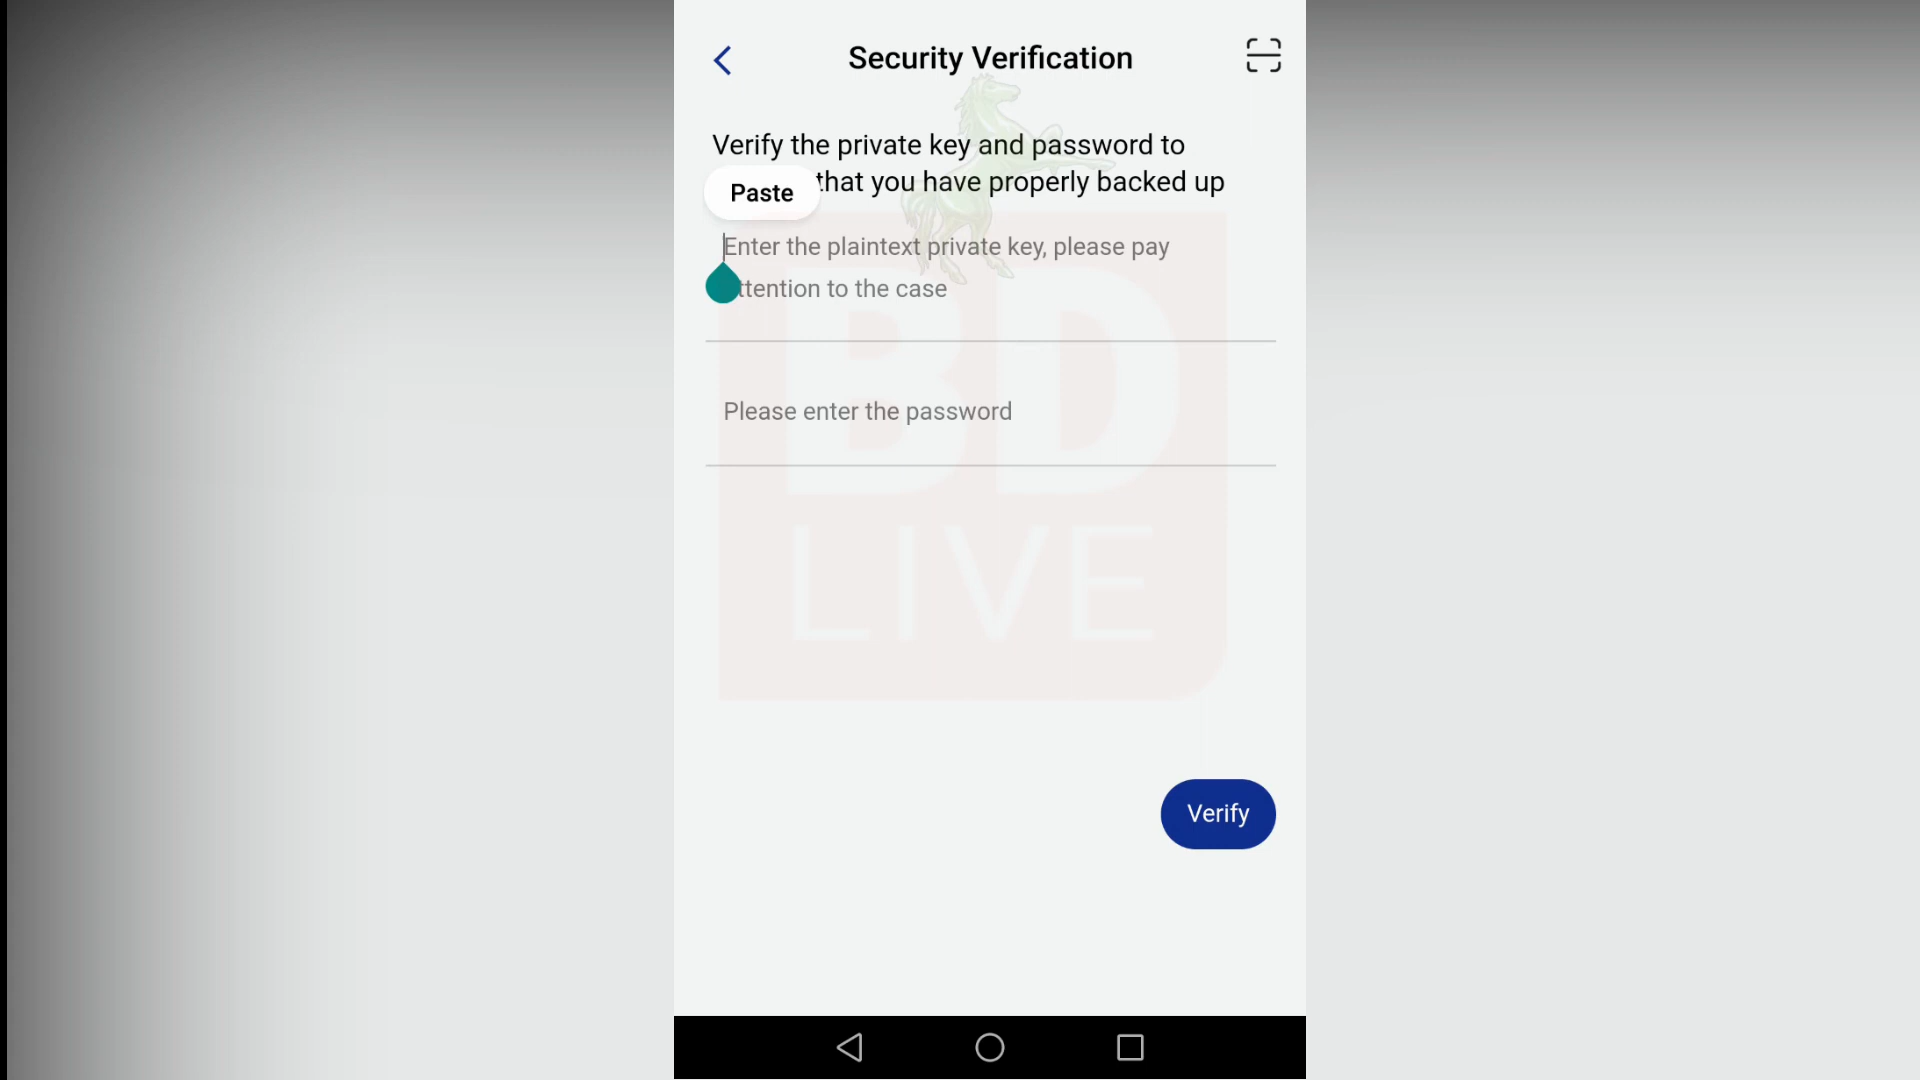 Security Verification
Verify the private key and password to
that you have properly backed up
Paste
Enter the plaintext private key, please pay
ttention to the case
Please enter the password
BD
LIVE
Verify